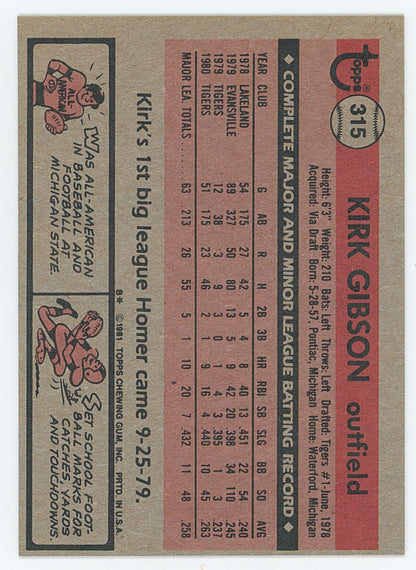 topps
315
KIRK GIBSON outfield
Height: 6'3" Weight: 210 Bats: Left Throws: Left Drafted: Tigers #1-June, 1978
Acquired: Via Draft Born: 5-28-57, Pontiac, Michigan Home: Waterford, Michigan
◆ COMPLETE MAJOR AND MINOR LEAGUE BATTING RECORD ◆
YEAR CLUB G AB R H 2B 3B HR RBI SB SLG BB SO AVG
1978 LAKELAND 54 175 27 42 5 4 8 40 13 .451 22 54 .240
1979 EVANSVILLE 89 327 50 80 13 5 9 42 20 .398 34 110 .245
1979 TIGERS 12 38 3 9 3 0 1 4 3 .395 1 3 .237
1980 TIGERS 51 175 23 46 2 1 9 16 4 .440 10 45 .263
MAJOR LEA TOTALS 63 213 26 55 5 1 10 20 7 .432 11 48 .258
Kirk's 1st big league Homer came 9-25-79.
B* ©1981 TOPPS CHEWING GUM, INC. PRTD. IN U.S.A.
ALL-AMERICAN
WAS ALL-AMERICAN
IN BASEBALL AND
FOOTBALL AT
MICHIGAN STATE.
SET SCHOOL FOOT-
BALL MARKS FOR
CATCHES, YARDS
AND TOUCHDOWNS.